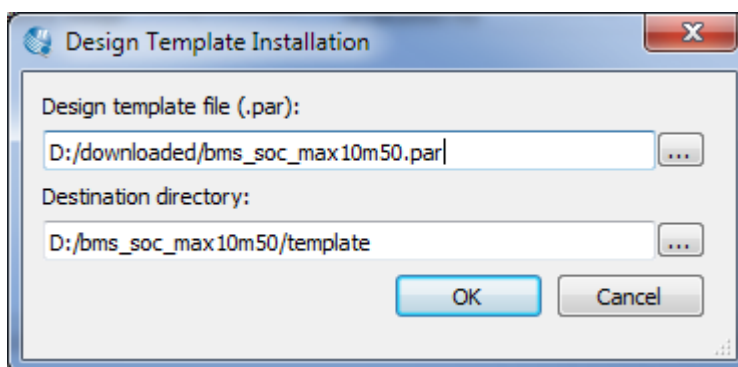 Design Template Installation
Design template file (.par):
D:/downloaded/bms_soc_max10m50.par
...
Destination directory:
D:/bms_soc_max10m50/template
...
OK Cancel